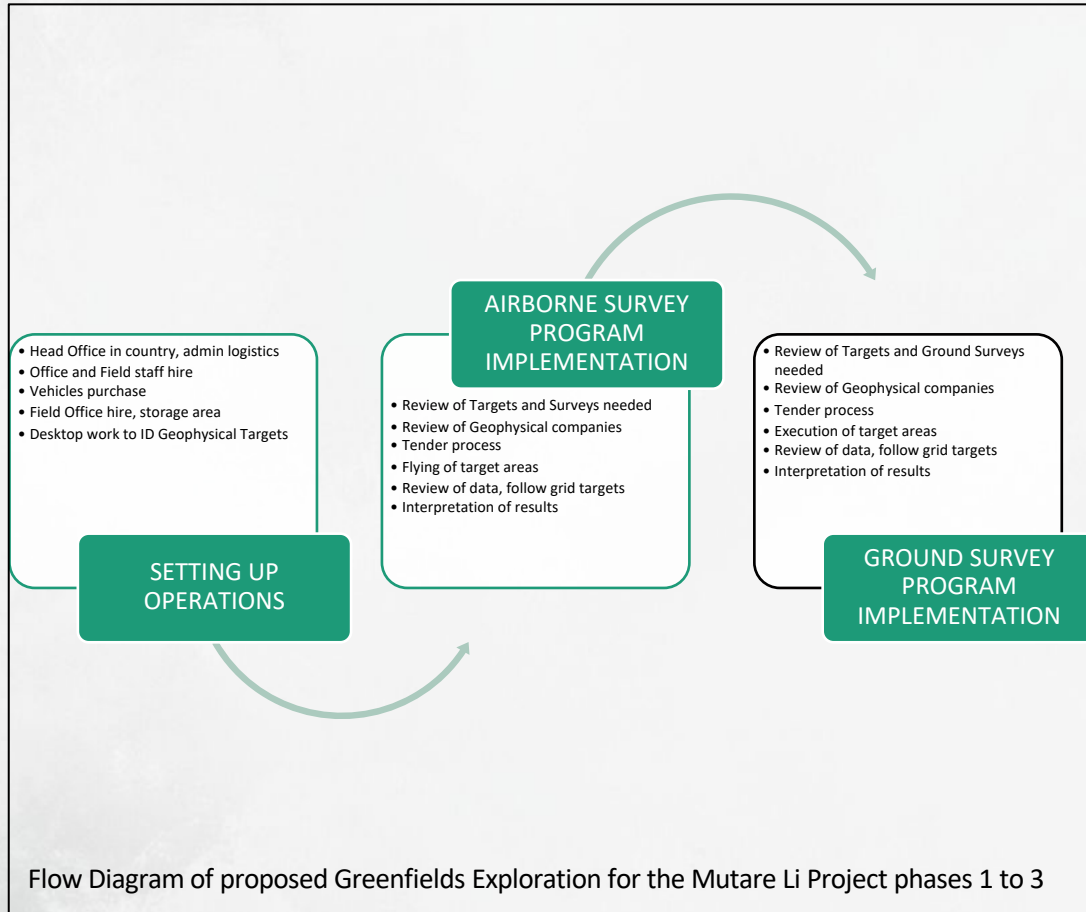 • Head Office in country, admin logistics
• Office and Field staff hire
• Vehicles purchase
• Field Office hire, storage area
• Desktop work to ID Geophysical Targets
SETTING UP
OPERATIONS
AIRBORNE SURVEY
PROGRAM
IMPLEMENTATION
• Review of Targets and Surveys needed
• Review of Geophysical companies
• Tender process
• Flying of target areas
• Review of data, follow grid targets
• Interpretation of results
• Review of Targets and Ground Surveys
needed
• Review of Geophysical companies
• Tender process
• Execution of target areas
• Review of data, follow grid targets
• Interpretation of results
GROUND SURVEY
PROGRAM
IMPLEMENTATION
Flow Diagram of proposed Greenfields Exploration for the Mutare Li Project phases 1 to 3